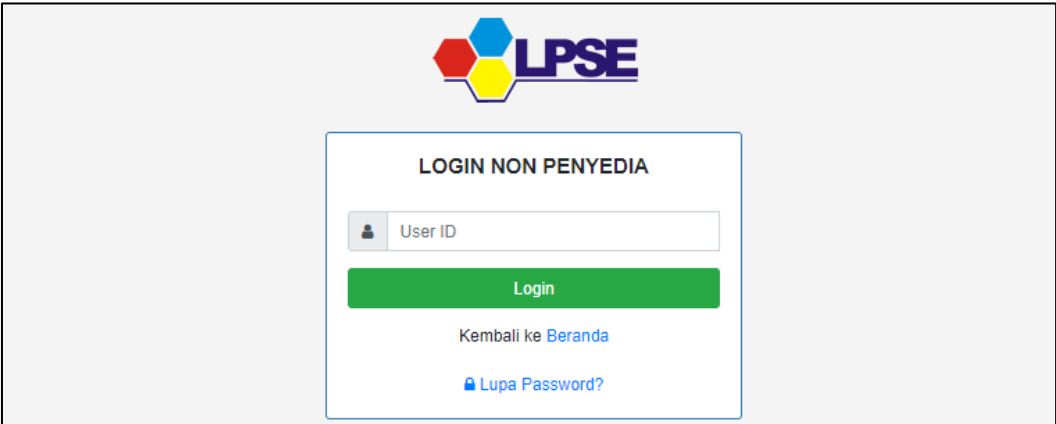 LPSE
LOGIN NON PENYEDIA
User ID
Login
Kembali ke Beranda
Lupa Password?